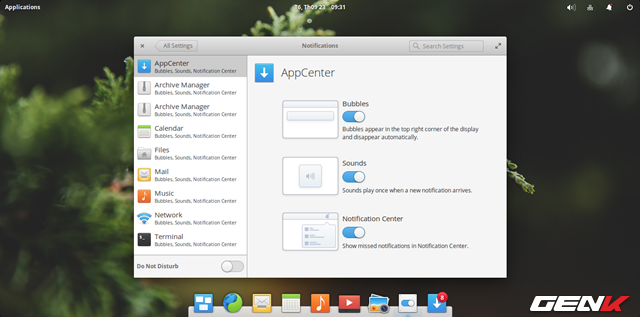 Applications
T6, Th09 23 09:31
All Settings
Notifications
Search Settings
AppCenter
Bubbles, Sounds, Notification Center
Archive Manager
Bubbles, Sounds, Notification Center
Archive Manager
Bubbles, Sounds, Notification Center
Calendar
Bubbles, Sounds, Notification Center
Files
Bubbles, Sounds, Notification Center
Mail
Bubbles, Sounds, Notification Center
Music
Bubbles, Sounds, Notification Center
Network
Bubbles, Sounds, Notification Center
Terminal
Bubbles, Sounds, Notification Center
Do Not Disturb
AppCenter
Bubbles
Bubbles appear in the top right corner of the display
and disappear automatically.
Sounds
Sounds play once when a new notification arrives.
Notification Center
Show missed notifications in Notification Center.
8
GENK